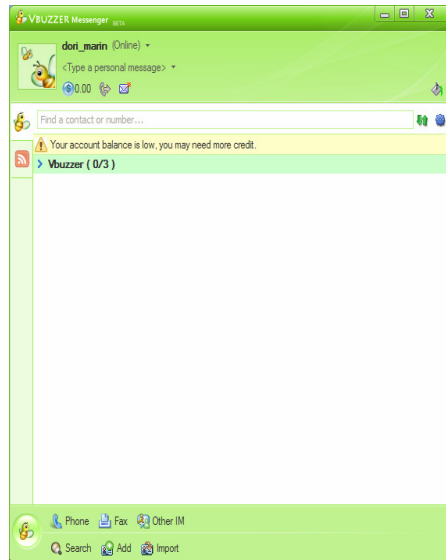 VBUZZER Messenger BETA
dori_marin (Online)
<Type a personal message>
0.00
Find a contact or number...
Your account balance is low, you may need more credit.
Vbuzzer ( 0/3 )
Phone Fax Other IM
Search Add Import